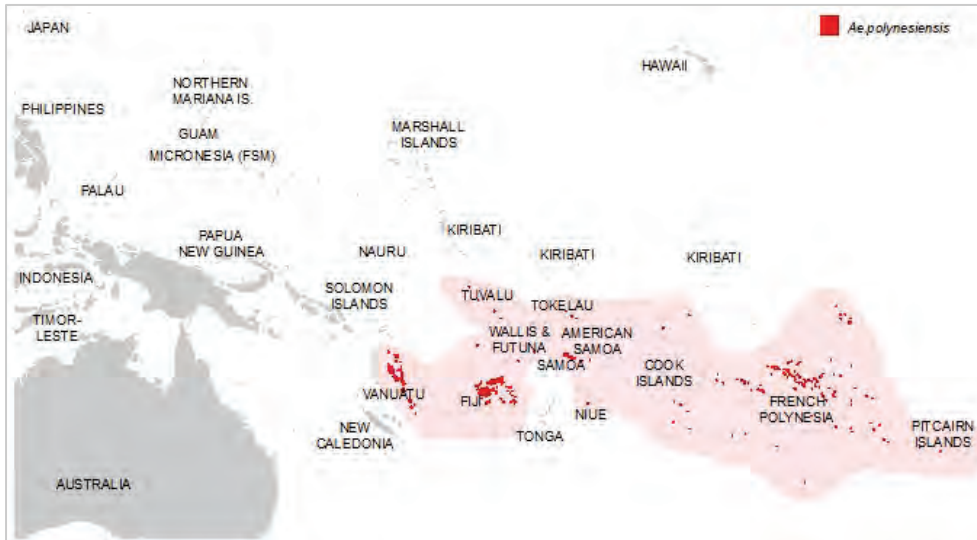 JAPAN
Ae.polynesiensis
HAWAII
NORTHERN
MARIANA IS.
PHILIPPINES
GUAM
MARSHALL
ISLANDS
MICRONESIA (FSM)
PALAU
PAPUA
NEW GUINEA
NAURU
KIRIBATI
KIRIBATI
KIRIBATI
INDONESIA
SOLOMON
ISLANDS
TUVALU
TOKELAU
TIMOR-
LESTE
WALLIS &
FUTUNA
AMERICAN
SAMOA
SAMOA
COOK
ISLANDS
VANUATU
FIJI
FRENCH
POLYNESIA
NIUE
NEW
CALEDONIA
TONGA
PITCAIRN
ISLANDS
AUSTRALIA